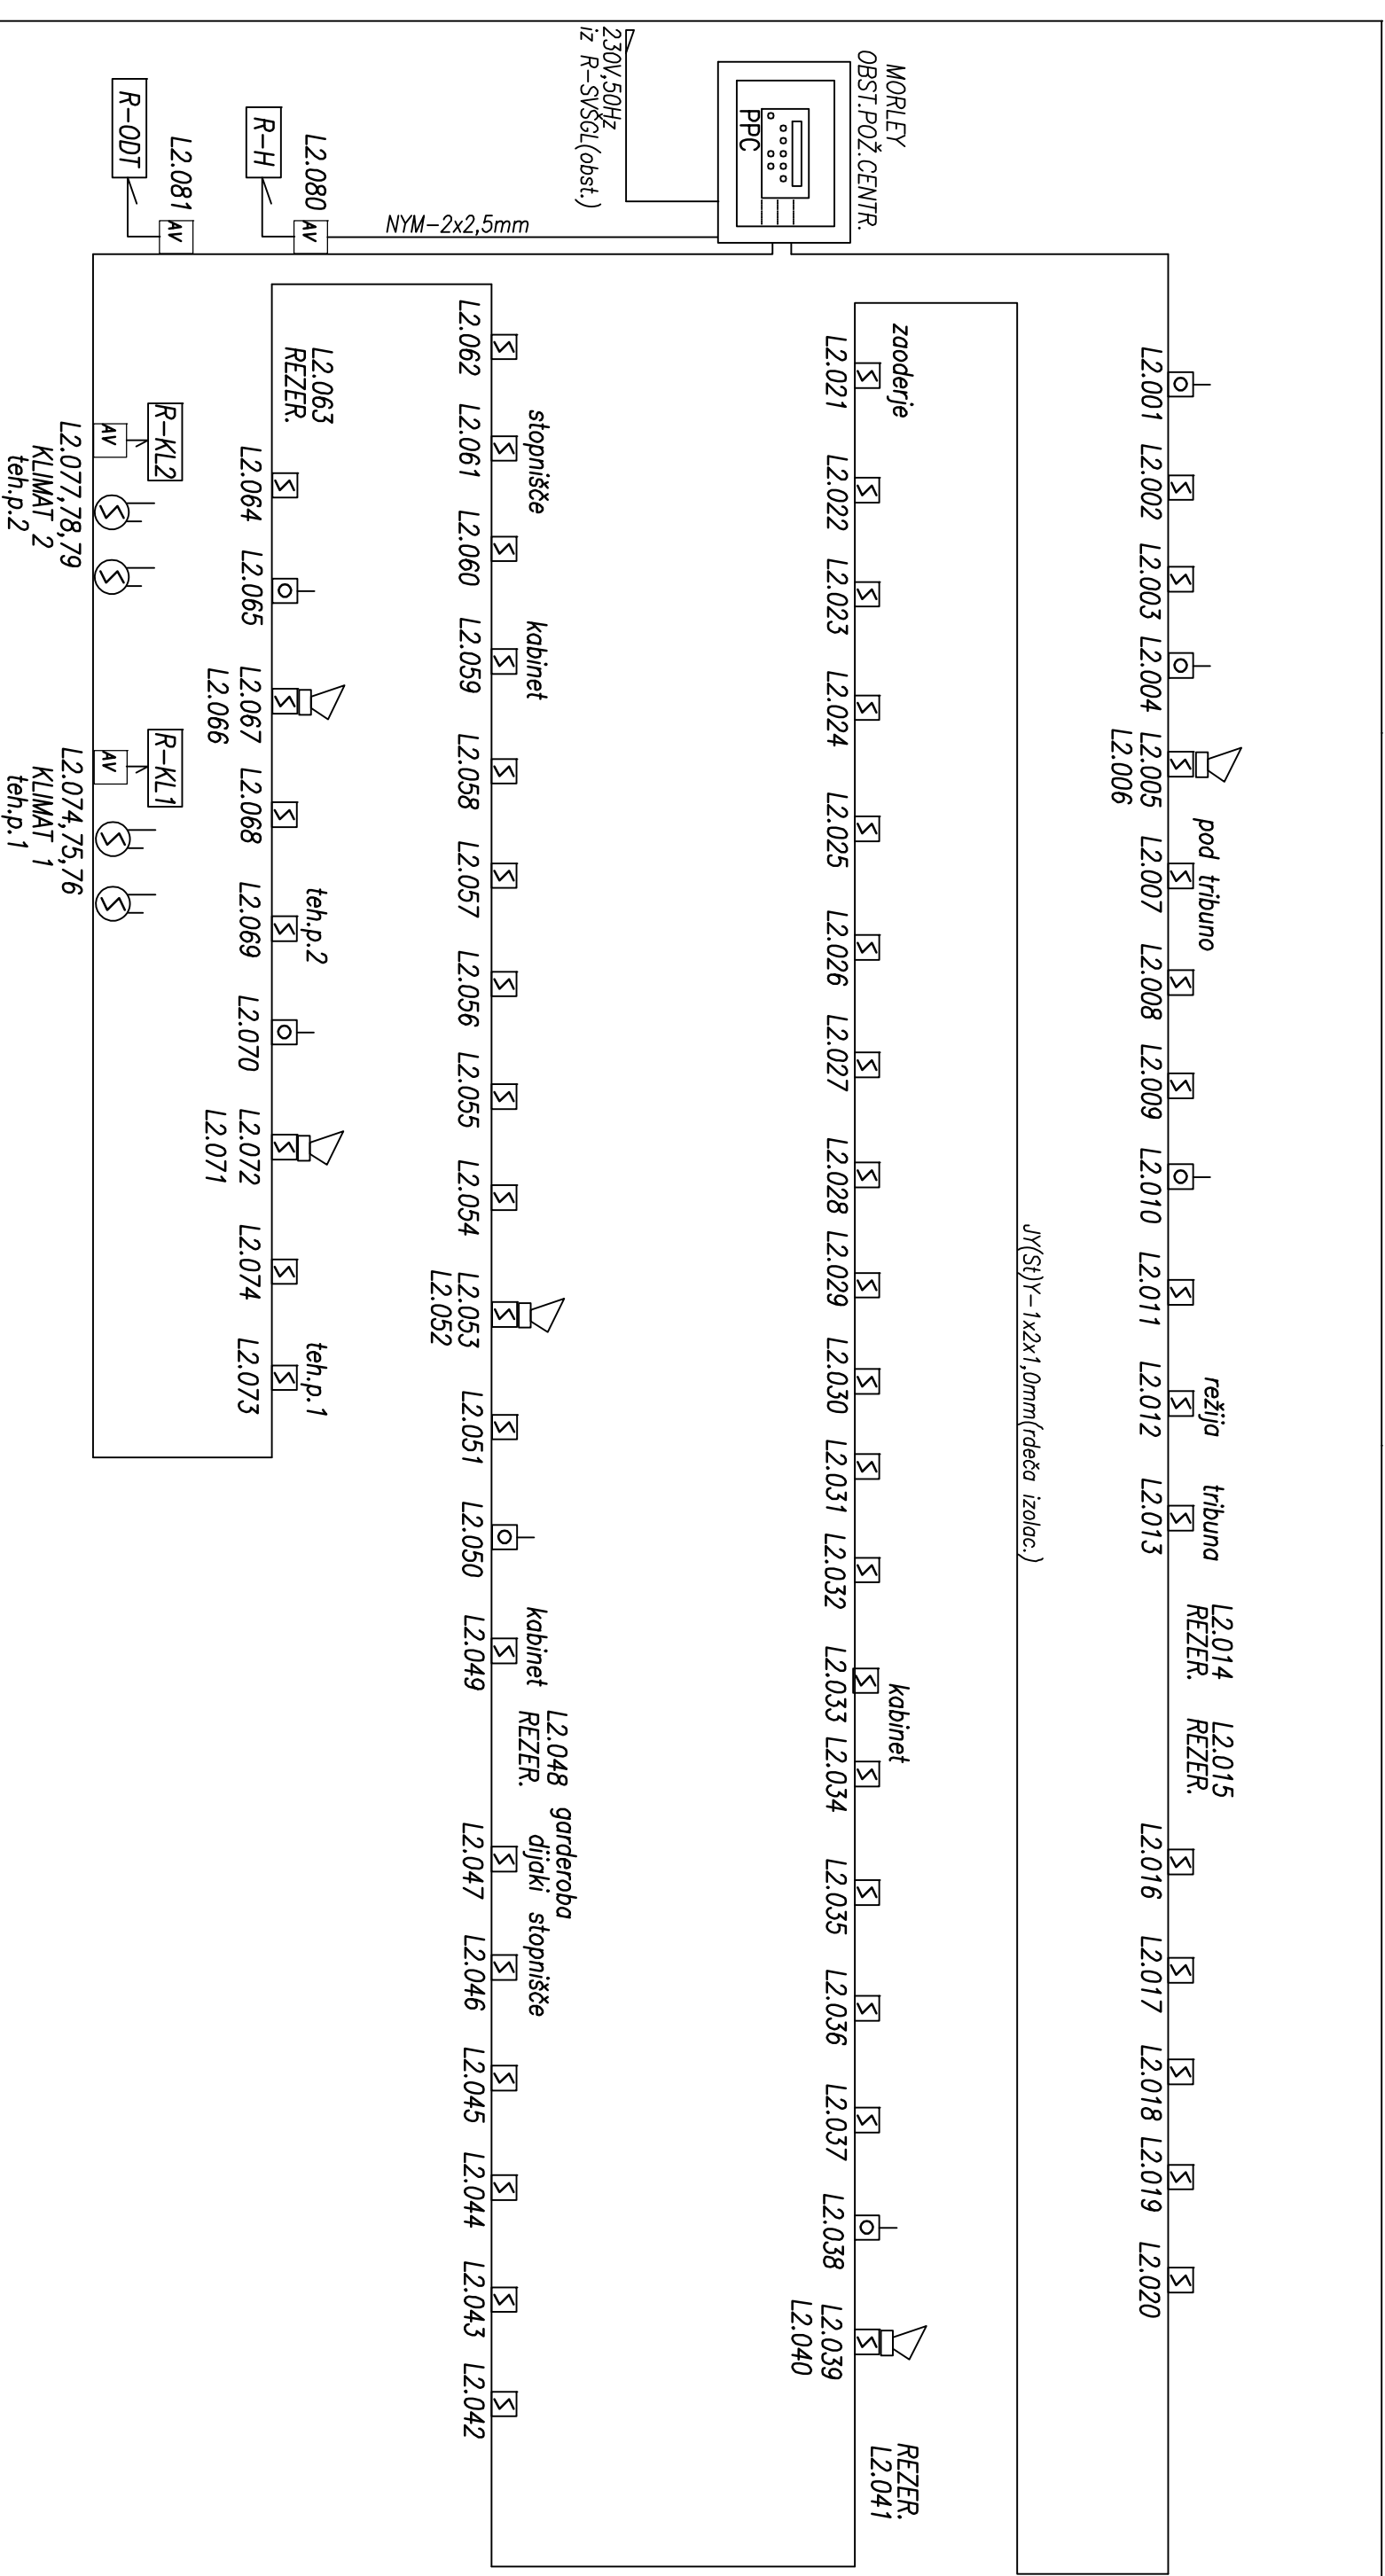 MORLEY
OBST.POŽ.CENTR.
PPC
230V,50Hz
iz R-SVŠGL(obst.)
NYM-2x2,5mm
L2.080
AV
R-H
L2.081
AV
R-ODT
L2.001
L2.002
L2.003
L2.004
L2.005
L2.006
pod tribuno
L2.007
L2.008
L2.009
L2.010
L2.011
režija
L2.012
tribuna
L2.013
L2.014
REZER.
L2.015
REZER.
L2.016
L2.017
L2.018
L2.019
L2.020
JY(St)Y-1x2x1,0mm(rdeča izolac.)
zaoderje
L2.021
L2.022
L2.023
L2.024
L2.025
L2.026
L2.027
L2.028
L2.029
L2.030
L2.031
L2.032
kabinet
L2.033
L2.034
L2.035
L2.036
L2.037
L2.038
L2.039
L2.040
REZER.
L2.041
L2.062
stopnišče
L2.061
L2.060
kabinet
L2.059
L2.058
L2.057
L2.056
L2.055
L2.054
L2.053
L2.052
L2.051
L2.050
kabinet
L2.049
L2.048
REZER.
garderoba
dijaki
L2.047
stopnišče
L2.046
L2.045
L2.044
L2.043
L2.042
L2.063
REZER.
L2.064
L2.065
L2.067
L2.066
L2.068
teh.p.2
L2.069
L2.070
L2.072
L2.071
L2.074
teh.p.1
L2.073
R-KL2
AV
L2.077,78,79
KLIMAT 2
teh.p.2
R-KL1
AV
L2.074,75,76
KLIMAT 1
teh.p.1